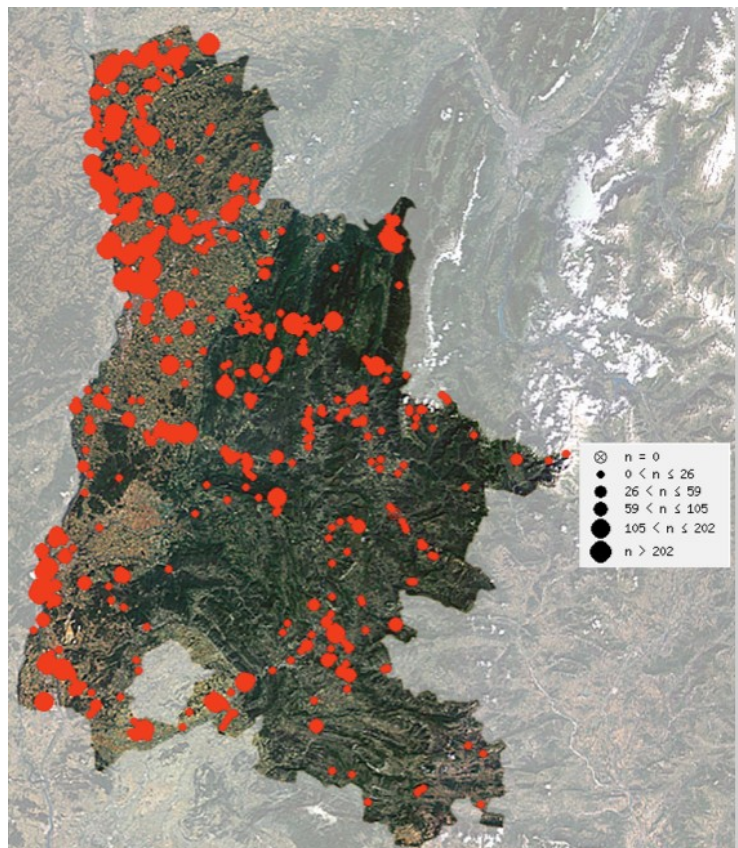 n = 0
0 < n ≤ 26
26 < n ≤ 59
59 < n ≤ 105
105 < n ≤ 202
n > 202